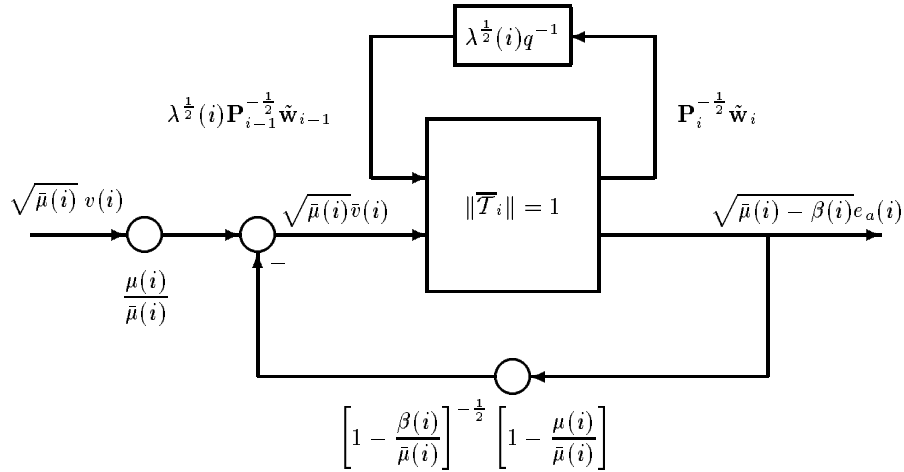 λ^{1/2}(i)q^{-1}
λ^{1/2}(i)𝐏_{i-1}^{-1/2}𝐰̃_{i-1}
𝐏_i^{-1/2}𝐰̃_i
√(μ̄(i)) v(i)
√(μ̄(i)) v̄(i)
‖𝒯̅_i‖ = 1
√(μ̄(i) − β(i)) e_a(i)
−
μ(i)/μ̄(i)
[1 − β(i)/μ̄(i)]^{-1/2} [1 − μ(i)/μ̄(i)]